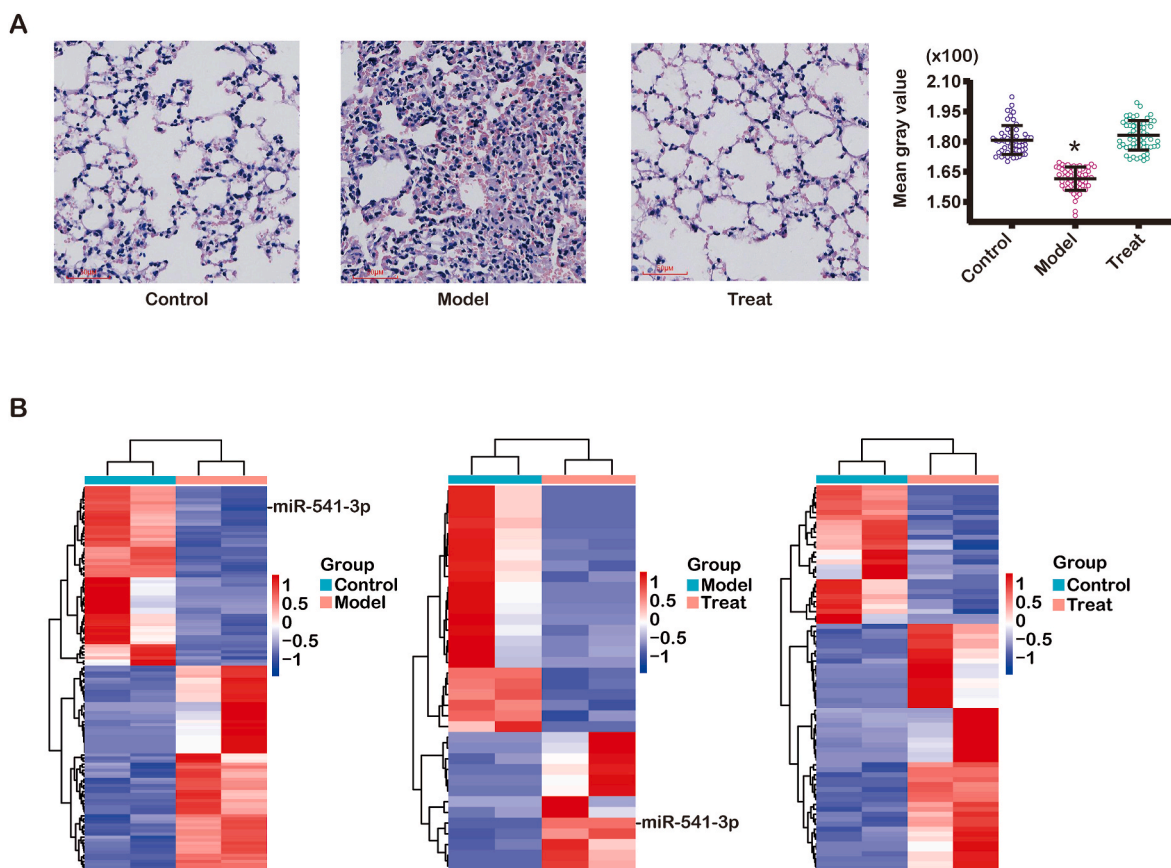 A
(x100)
2.10
1.95
1.80
1.65
1.50
Mean gray value
*
Control
Model
Treat
Control
Model
Treat
B
-miR-541-3p
Group
Control
Model
1
0.5
0
−0.5
−1
Group
Model
Treat
1
0.5
0
−0.5
−1
-miR-541-3p
Group
Control
Treat
1
0.5
0
−0.5
−1